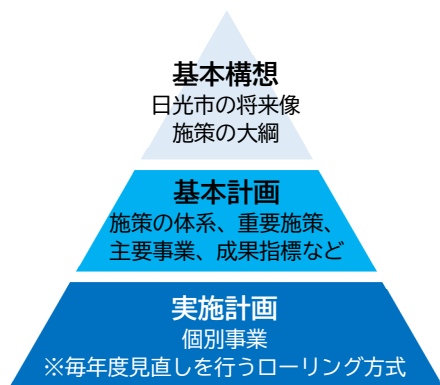 基本構想
日光市の将来像
施策の大綱
基本計画
施策の体系、重要施策、
主要事業、成果指標など
実施計画
個別事業
※毎年度見直しを行うローリング方式